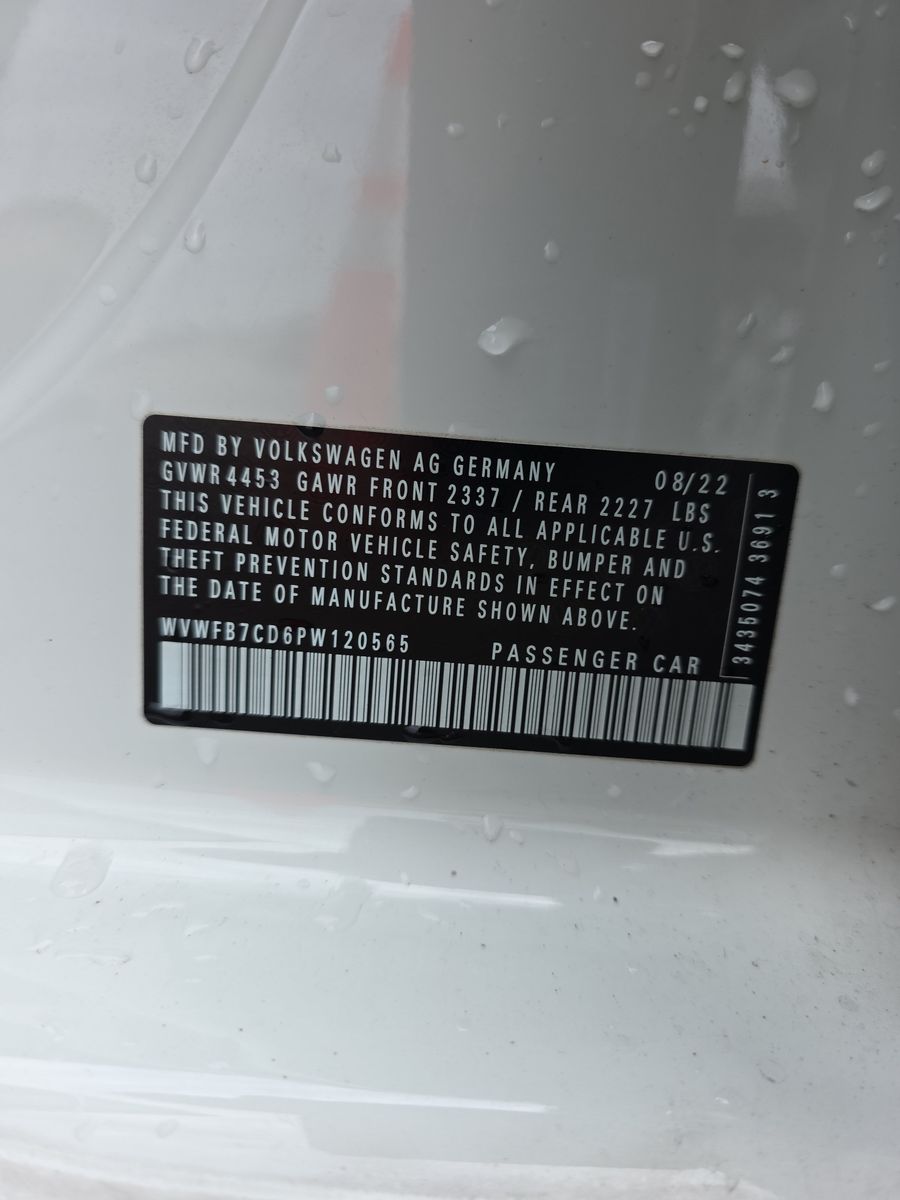 MFD BY VOLKSWAGEN AG GERMANY 08/22
GVWR 4453 GAWR FRONT 2337 / REAR 2227 LBS
THIS VEHICLE CONFORMS TO ALL APPLICABLE U.S.
FEDERAL MOTOR VEHICLE SAFETY, BUMPER AND
THEFT PREVENTION STANDARDS IN EFFECT ON
THE DATE OF MANUFACTURE SHOWN ABOVE.
WVWFB7CD6PW120565 PASSENGER CAR
3435074 3691 3